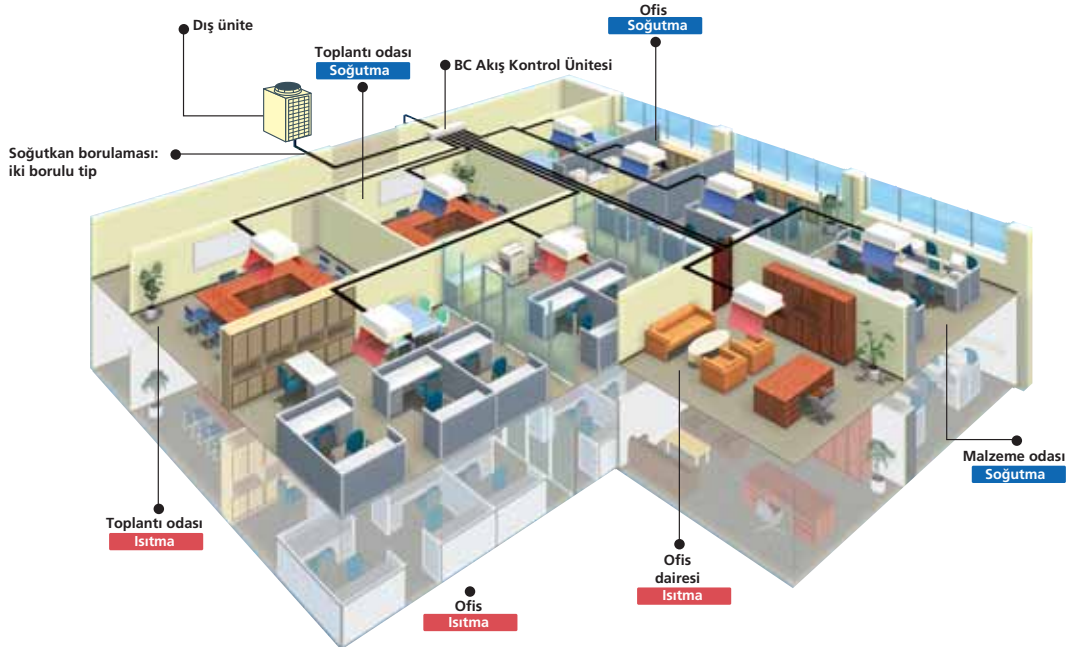 Dış ünite
Ofis
Soğutma
Toplantı odası
Soğutma
BC Akış Kontrol Ünitesi
Soğutkan borulaması:
iki borulu tip
Malzeme odası
Soğutma
Toplantı odası
Isıtma
Ofis
dairesi
Isıtma
Ofis
Isıtma